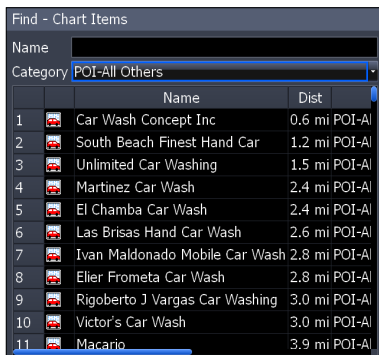 Find - Chart Items
Name
Category POI-All Others
Name Dist
1 Car Wash Concept Inc 0.6 mi POI-Al
2 South Beach Finest Hand Car 1.2 mi POI-Al
3 Unlimited Car Washing 1.5 mi POI-Al
4 Martinez Car Wash 2.4 mi POI-Al
5 El Chamba Car Wash 2.4 mi POI-Al
6 Las Brisas Hand Car Wash 2.6 mi POI-Al
7 Ivan Maldonado Mobile Car Wash 2.8 mi POI-Al
8 Elier Frometa Car Wash 2.8 mi POI-Al
9 Rigoberto J Vargas Car Washing 3.0 mi POI-Al
10 Victor's Car Wash 3.0 mi POI-Al
11 Macario 3.9 mi POI-Al